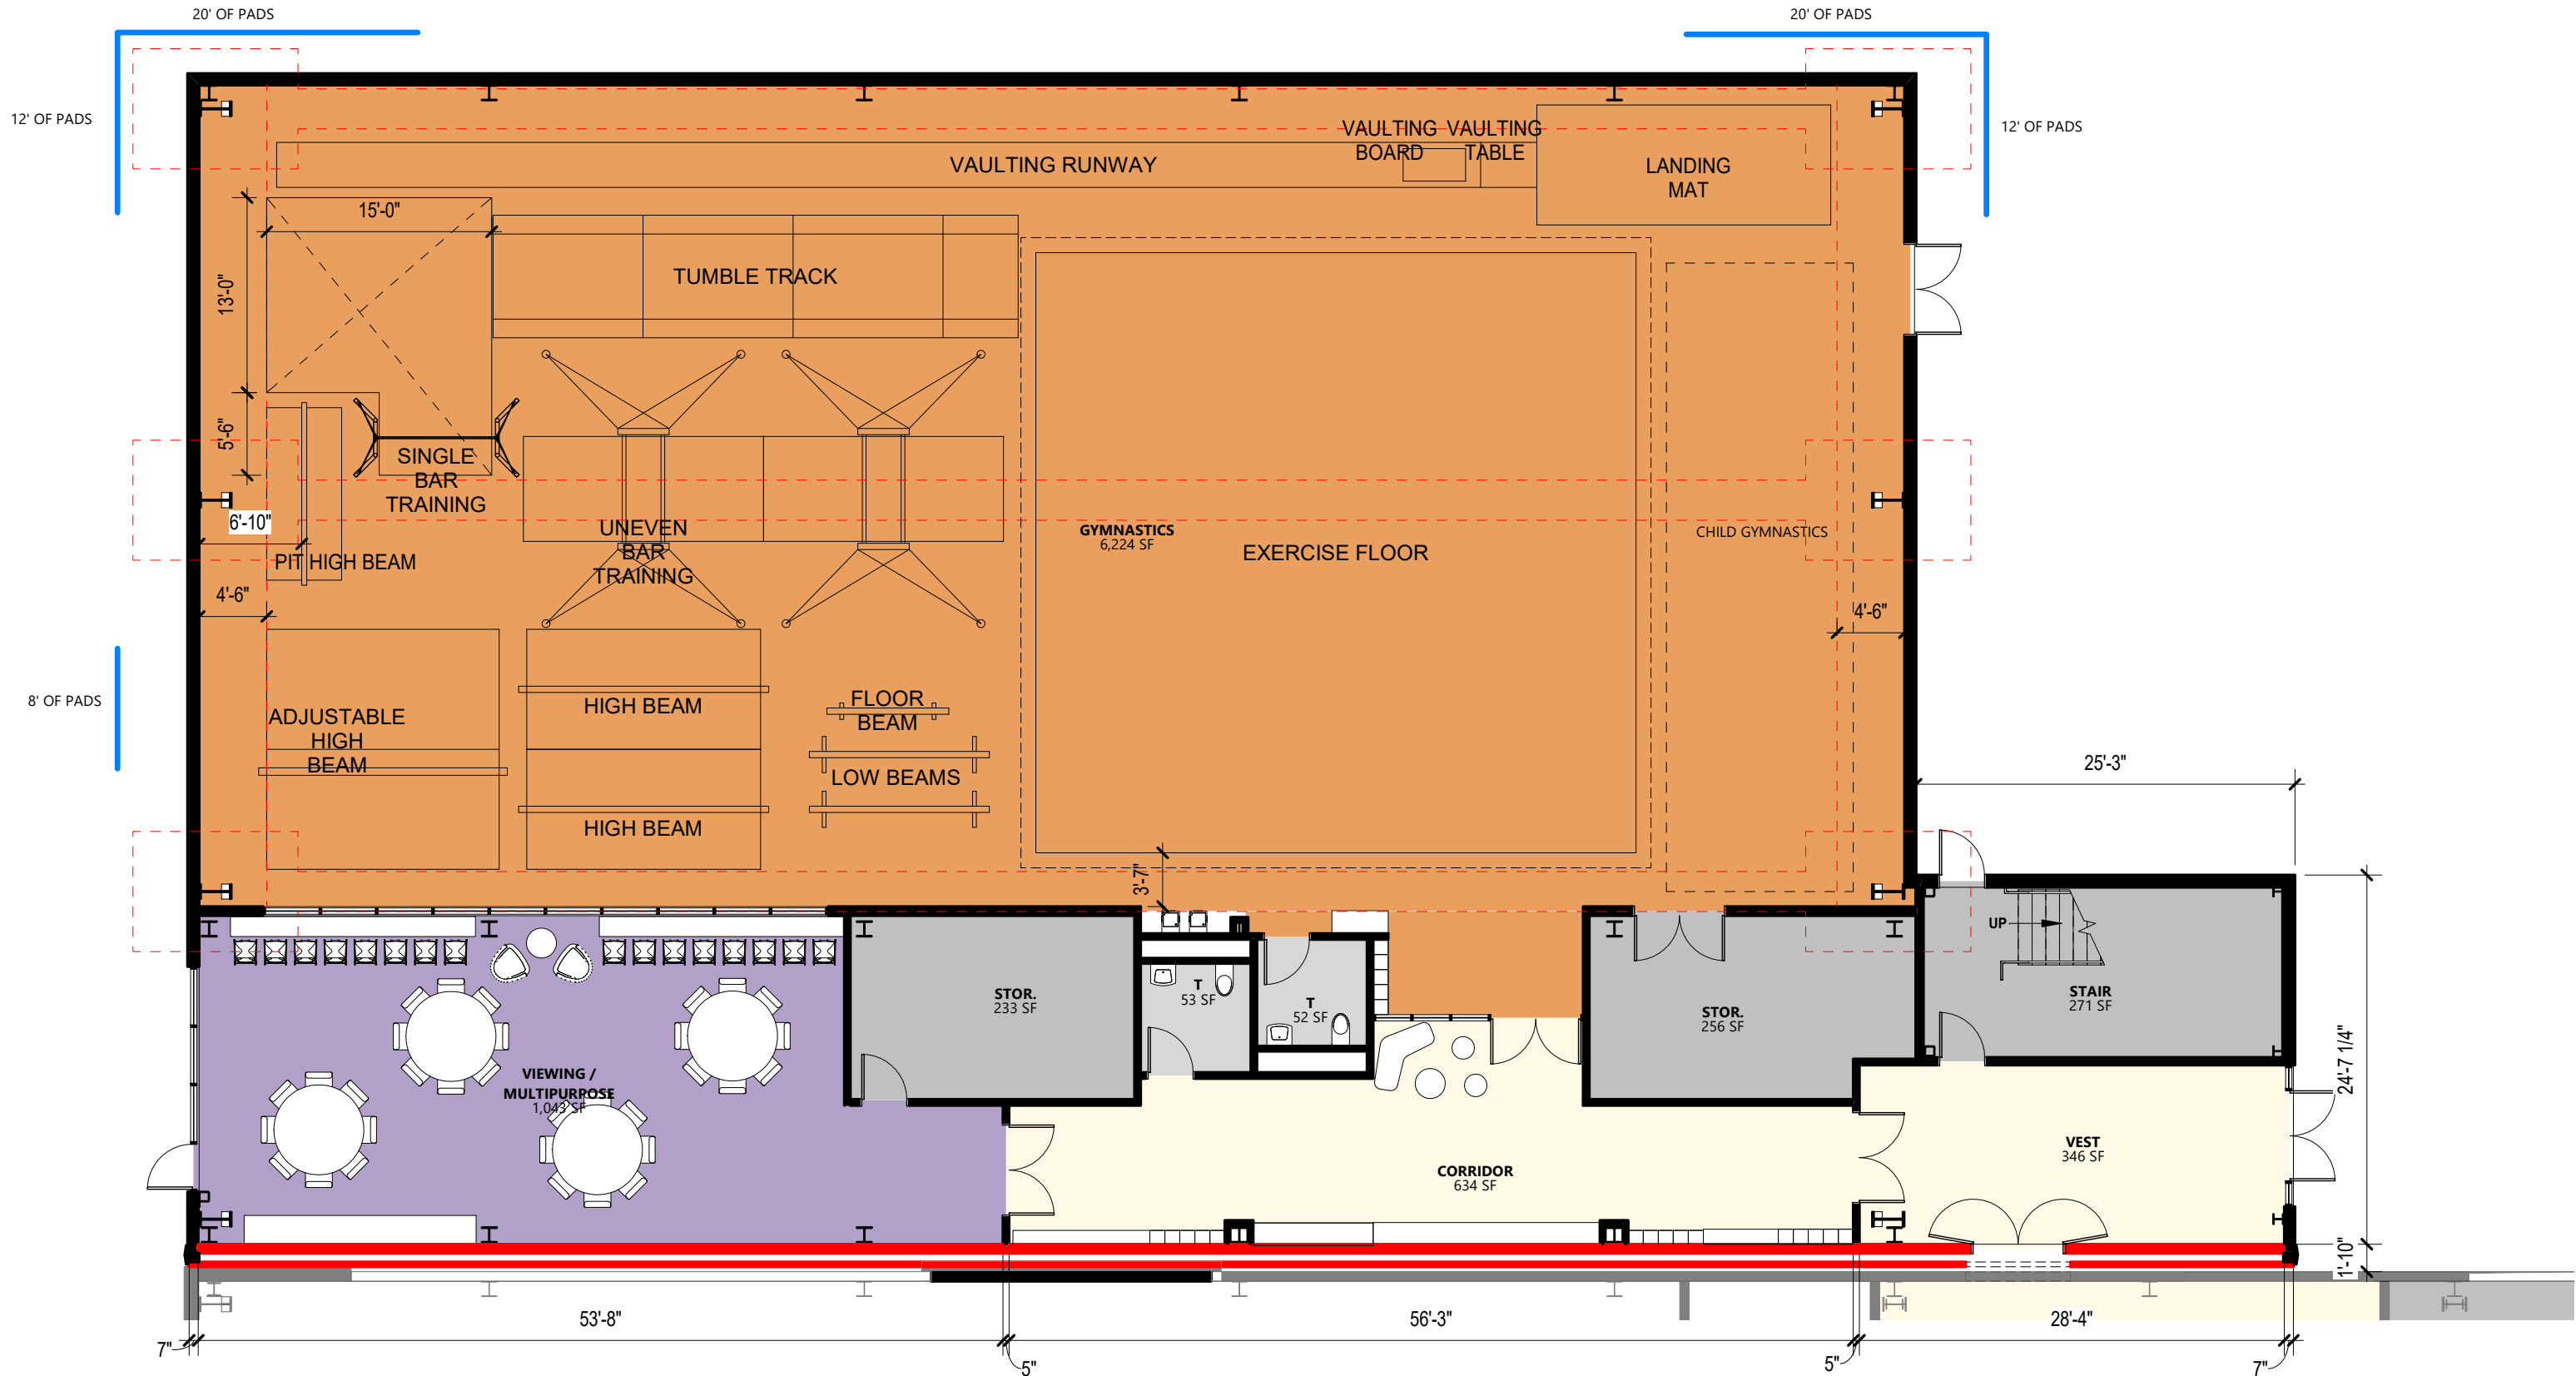 20' OF PADS
20' OF PADS
12' OF PADS
12' OF PADS
VAULTING
BOARD
VAULTING
TABLE
VAULTING RUNWAY
LANDING
MAT
15'-0"
13'-0"
TUMBLE TRACK
5'-6"
SINGLE
BAR
TRAINING
6'-10"
PIT HIGH BEAM
UNEVEN
BAR
TRAINING
GYMNASTICS
6,224 SF
EXERCISE FLOOR
CHILD GYMNASTICS
4'-6"
4'-6"
8' OF PADS
ADJUSTABLE
HIGH
BEAM
HIGH BEAM
FLOOR
BEAM
LOW BEAMS
HIGH BEAM
25'-3"
3'-7"
UP
STAIR
271 SF
STOR.
233 SF
T
53 SF
T
52 SF
STOR.
256 SF
VIEWING /
MULTIPURPOSE
1,043 SF
24'-7 1/4"
CORRIDOR
634 SF
VEST
346 SF
1'-10"
53'-8"
56'-3"
28'-4"
7"
5"
5"
7"